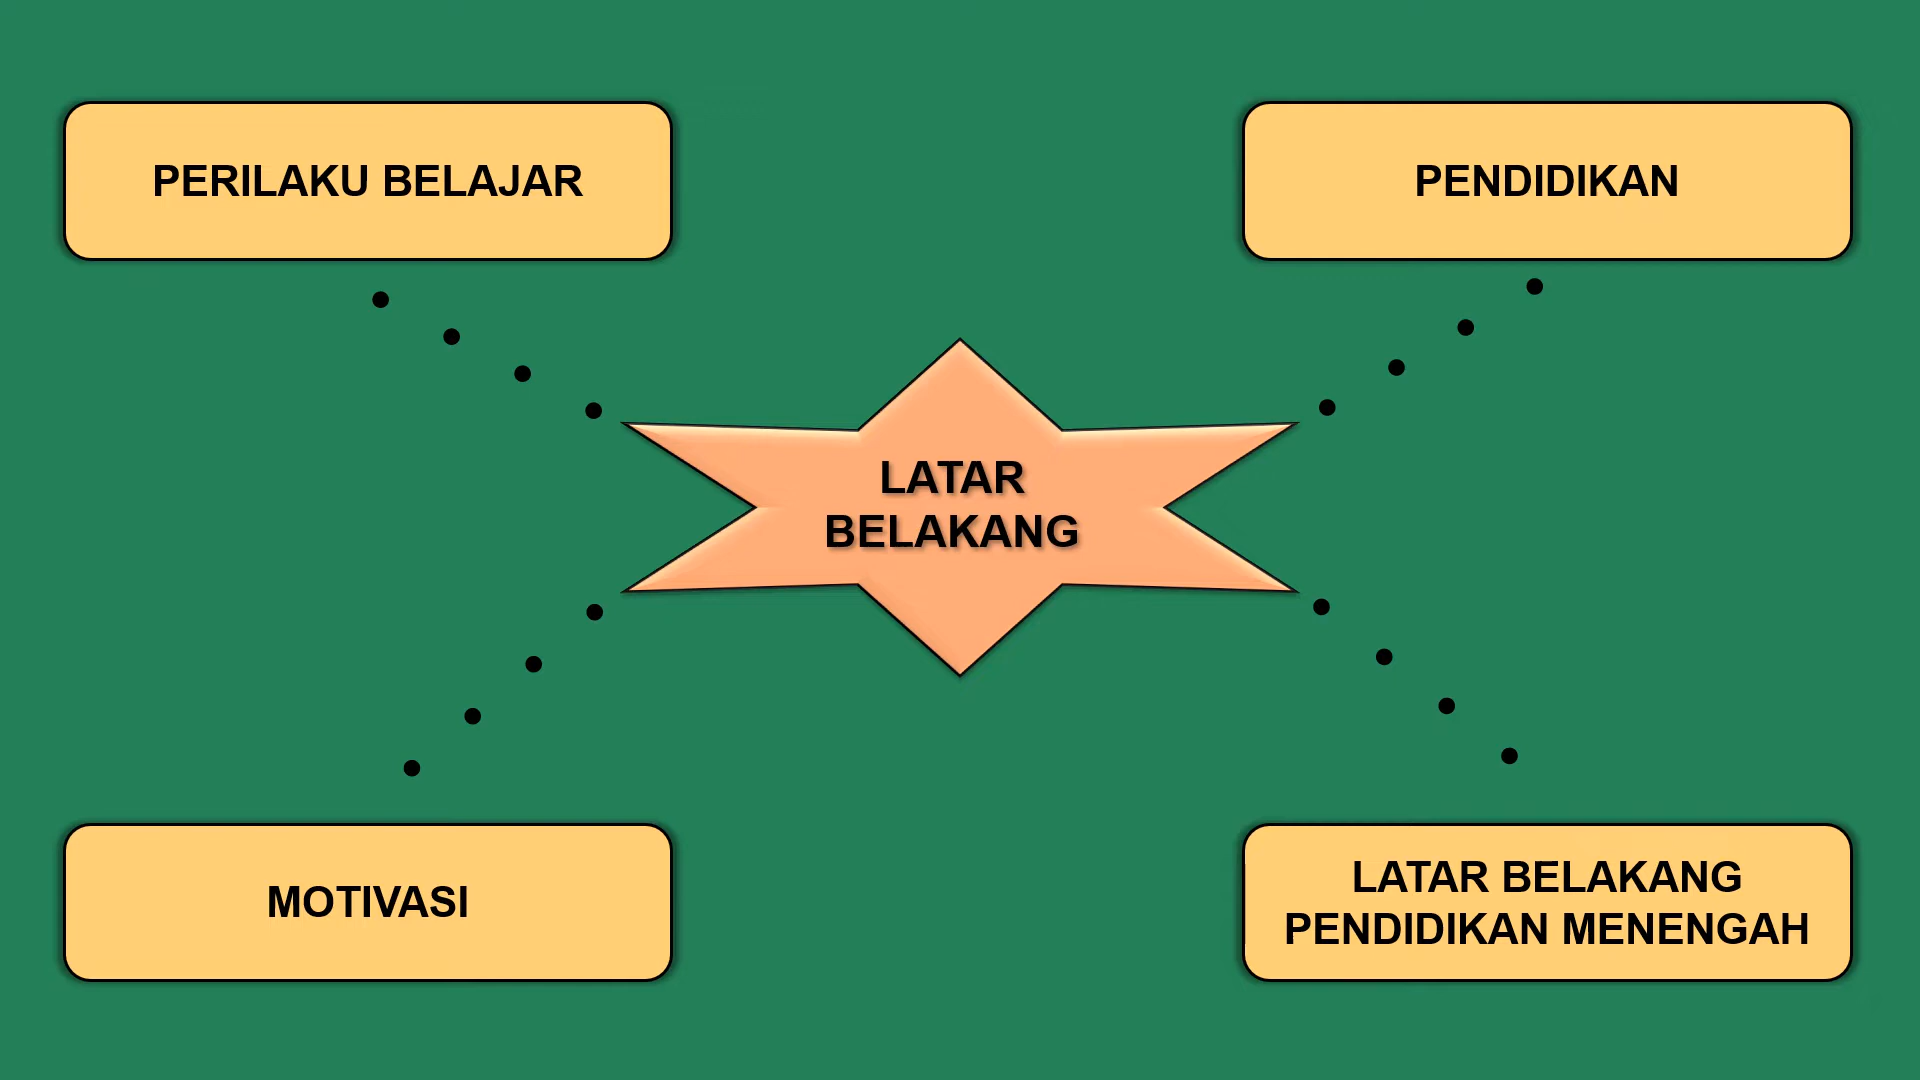 PERILAKU BELAJAR
PENDIDIKAN
LATAR
BELAKANG
MOTIVASI
LATAR BELAKANG
PENDIDIKAN MENENGAH